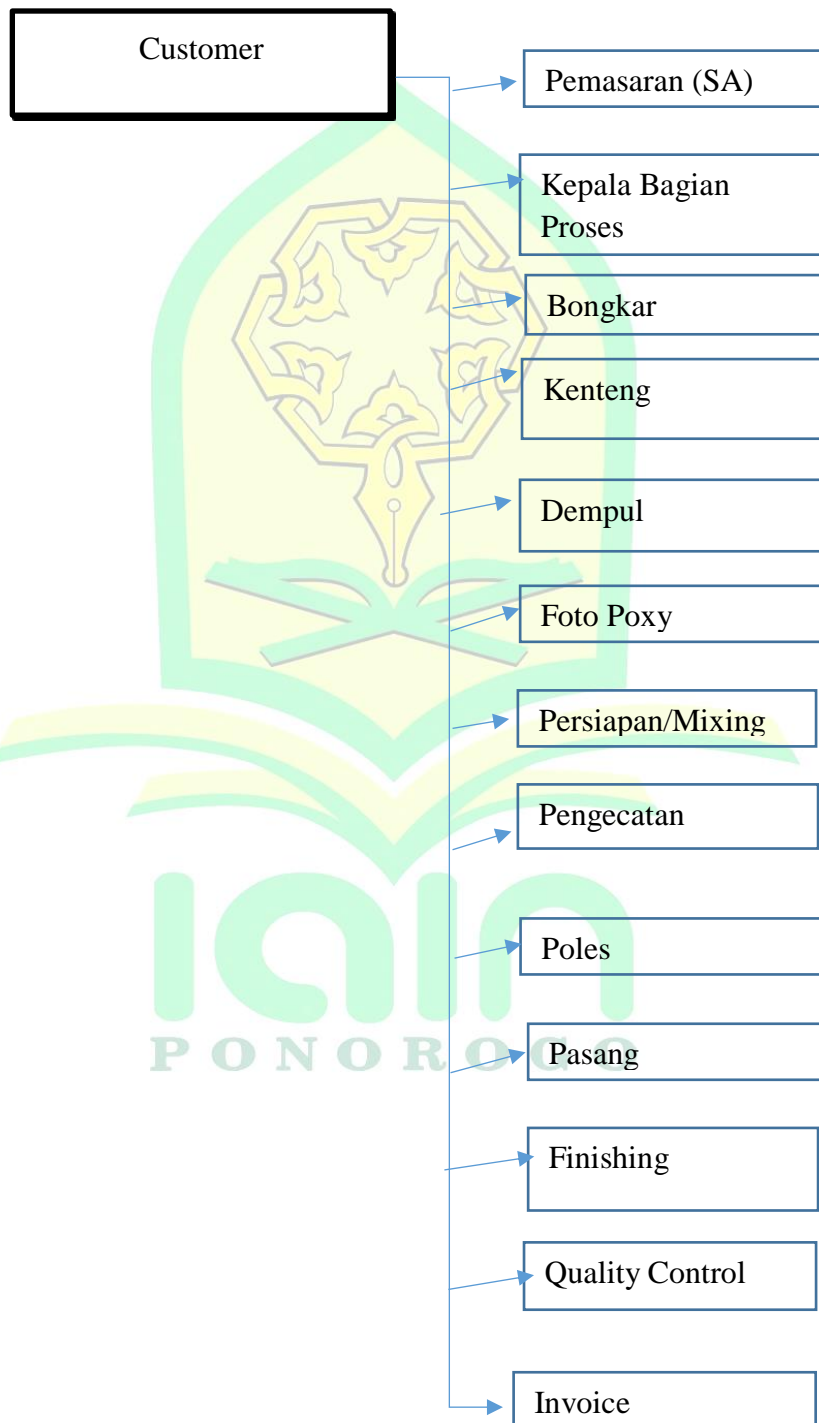 Customer
Pemasaran (SA)
Kepala Bagian
Proses
Bongkar
Kenteng
Dempul
Foto Poxy
Persiapan/Mixing
Pengecatan
Poles
Pasang
Finishing
Quality Control
Invoice
IAIN
PONOROGO